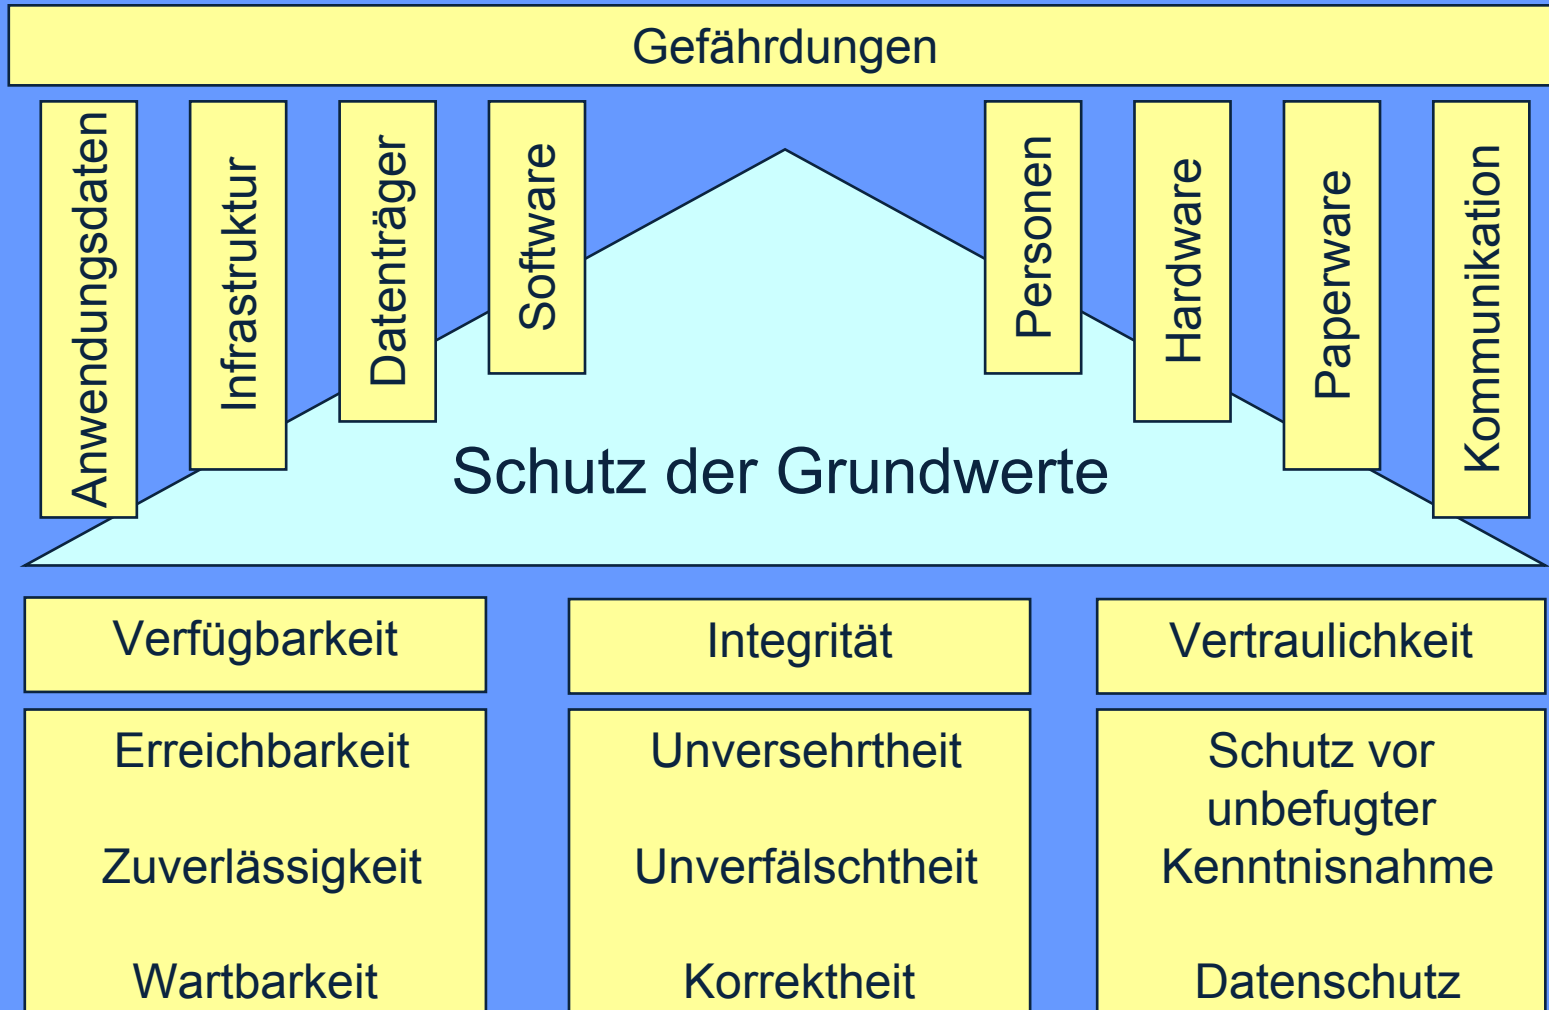 Gefährdungen
Anwendungsdaten
Infrastruktur
Datenträger
Software
Personen
Hardware
Paperware
Kommunikation
Schutz der Grundwerte
Verfügbarkeit
Integrität
Vertraulichkeit
Erreichbarkeit
Zuverlässigkeit
Wartbarkeit
Unversehrtheit
Unverfälschtheit
Korrektheit
Schutz vor
unbefugter
Kenntnisnahme
Datenschutz